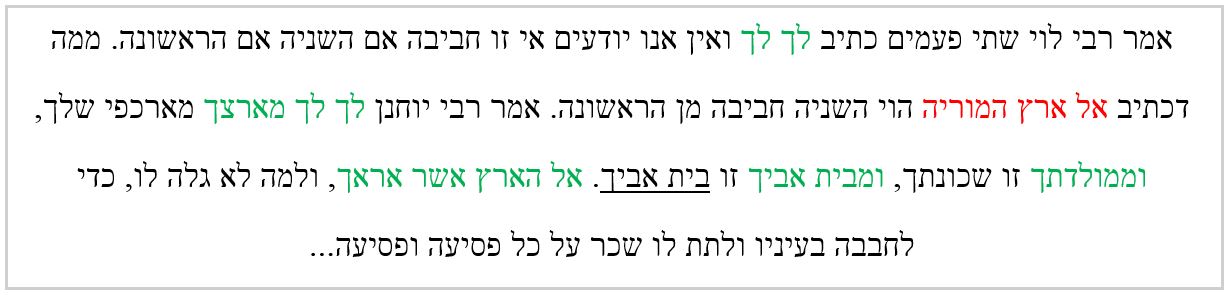 אמר רבי לוי שתי פעמים כתיב לך לך ואין אנו יודעים אי זו חביבה אם השניה אם הראשונה. ממה
דכתיב אל ארץ המוריה הוי השניה חביבה מן הראשונה. אמר רבי יוחנן לך לך מארצך מארכפי שלך,
וממולדתך זו שכונתך, ומבית אביך זו בית אביך. אל הארץ אשר אראך, ולמה לא גלה לו, כדי
לחבבה בעיניו ולתת לו שכר על כל פסיעה ופסיעה...